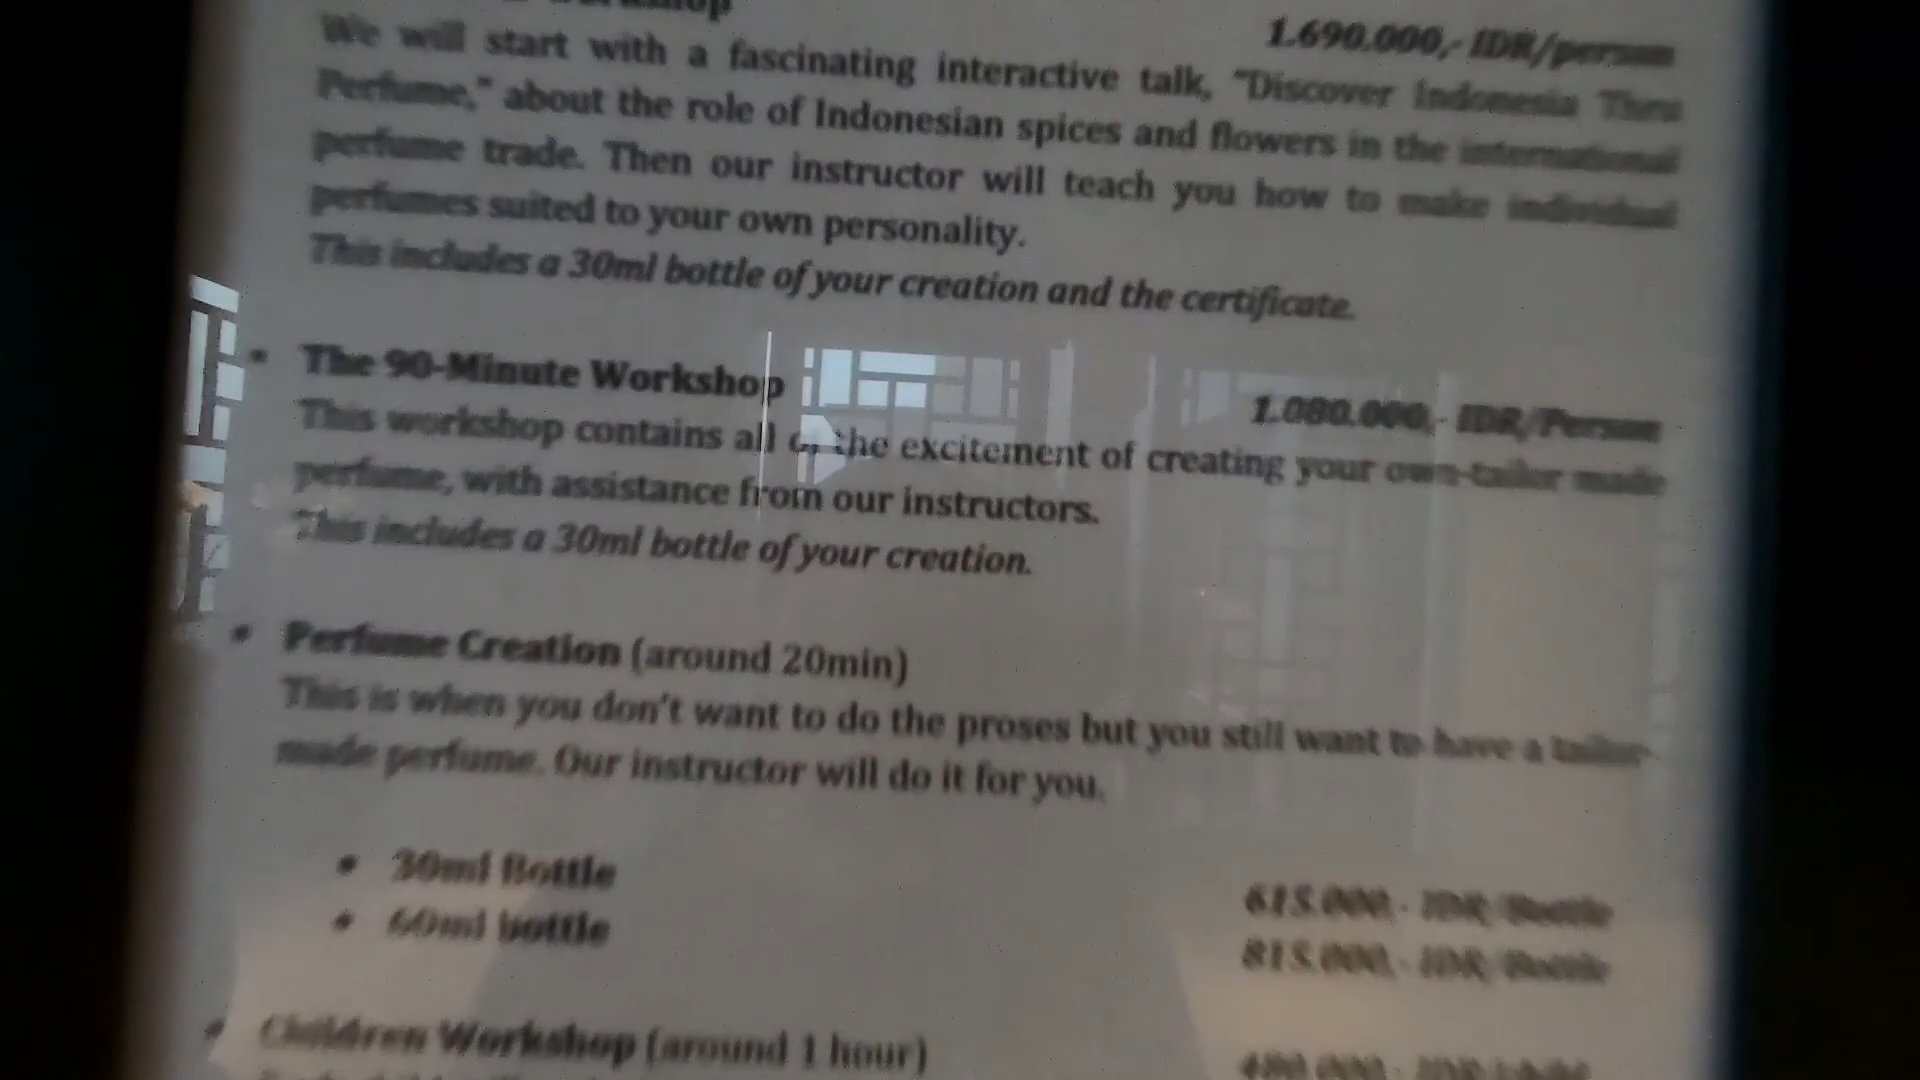 1.690.000,- IDR/person
We will start with a fascinating interactive talk, "Discover Indonesia Thru
Perfume," about the role of Indonesian spices and flowers in the international
perfume trade. Then our instructor will teach you how to make individual
perfumes suited to your own personality.
This includes a 30ml bottle of your creation and the certificate.
• The 90-Minute Workshop
1.080.000,- IDR/Person
This workshop contains all of the excitement of creating your own-tailor made
perfume, with assistance from our instructors.
This includes a 30ml bottle of your creation.
• Perfume Creation (around 20min)
This is when you don't want to do the proses but you still want to have a tailor-
made perfume. Our instructor will do it for you.
• 30ml Bottle
615.000,- IDR/Bottle
• 60ml bottle
815.000,- IDR/Bottle
• Children Workshop (around 1 hour)